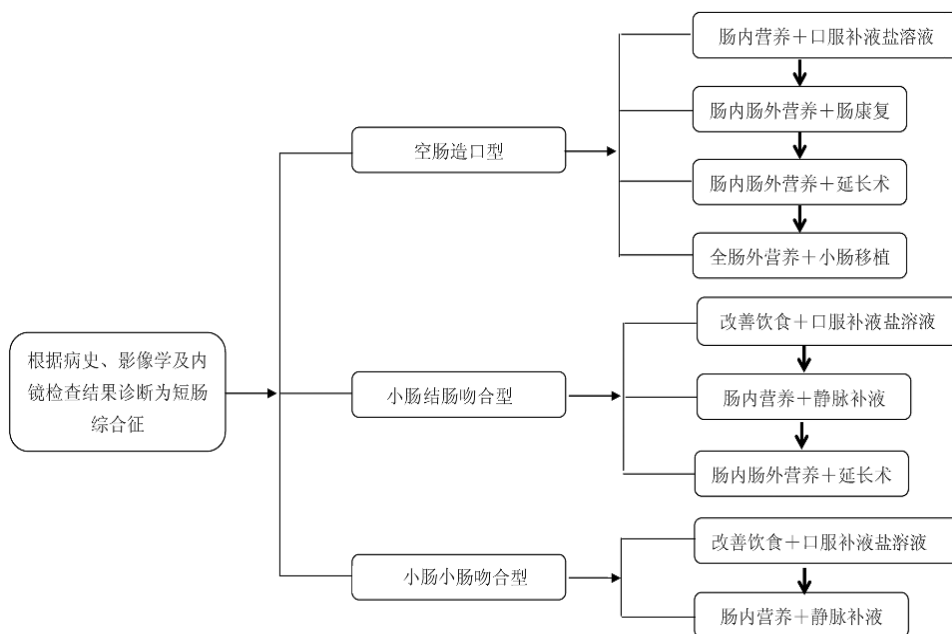 根据病史、影像学及内
镜检查结果诊断为短肠
综合征
空肠造口型
肠内营养＋口服补液盐溶液
肠内肠外营养＋肠康复
肠内肠外营养＋延长术
全肠外营养＋小肠移植
小肠结肠吻合型
改善饮食＋口服补液盐溶液
肠内营养＋静脉补液
肠内肠外营养＋延长术
小肠小肠吻合型
改善饮食＋口服补液盐溶液
肠内营养＋静脉补液